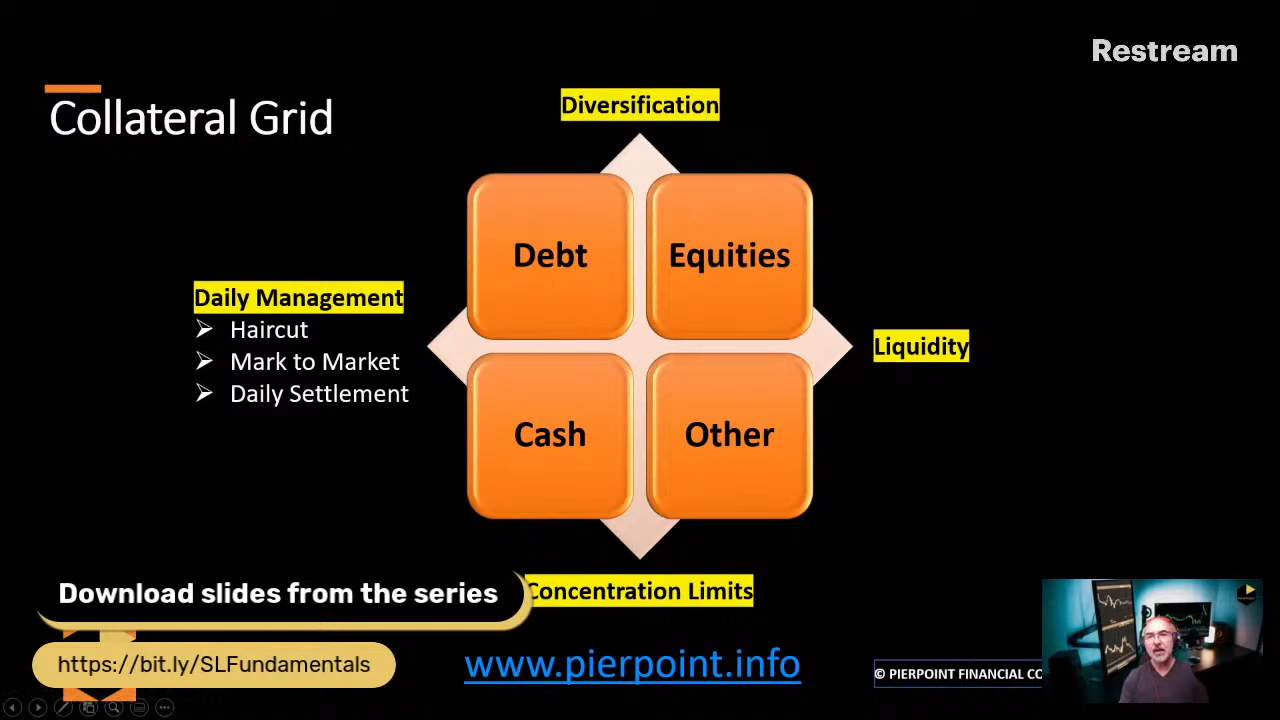 Restream
Collateral Grid
Diversification
Debt
Equities
Daily Management
Haircut
Mark to Market
Daily Settlement
Liquidity
Cash
Other
Download slides from the series
Concentration Limits
https://bit.ly/SLFundamentals
www.pierpoint.info
© PIERPOINT FINANCIAL CO